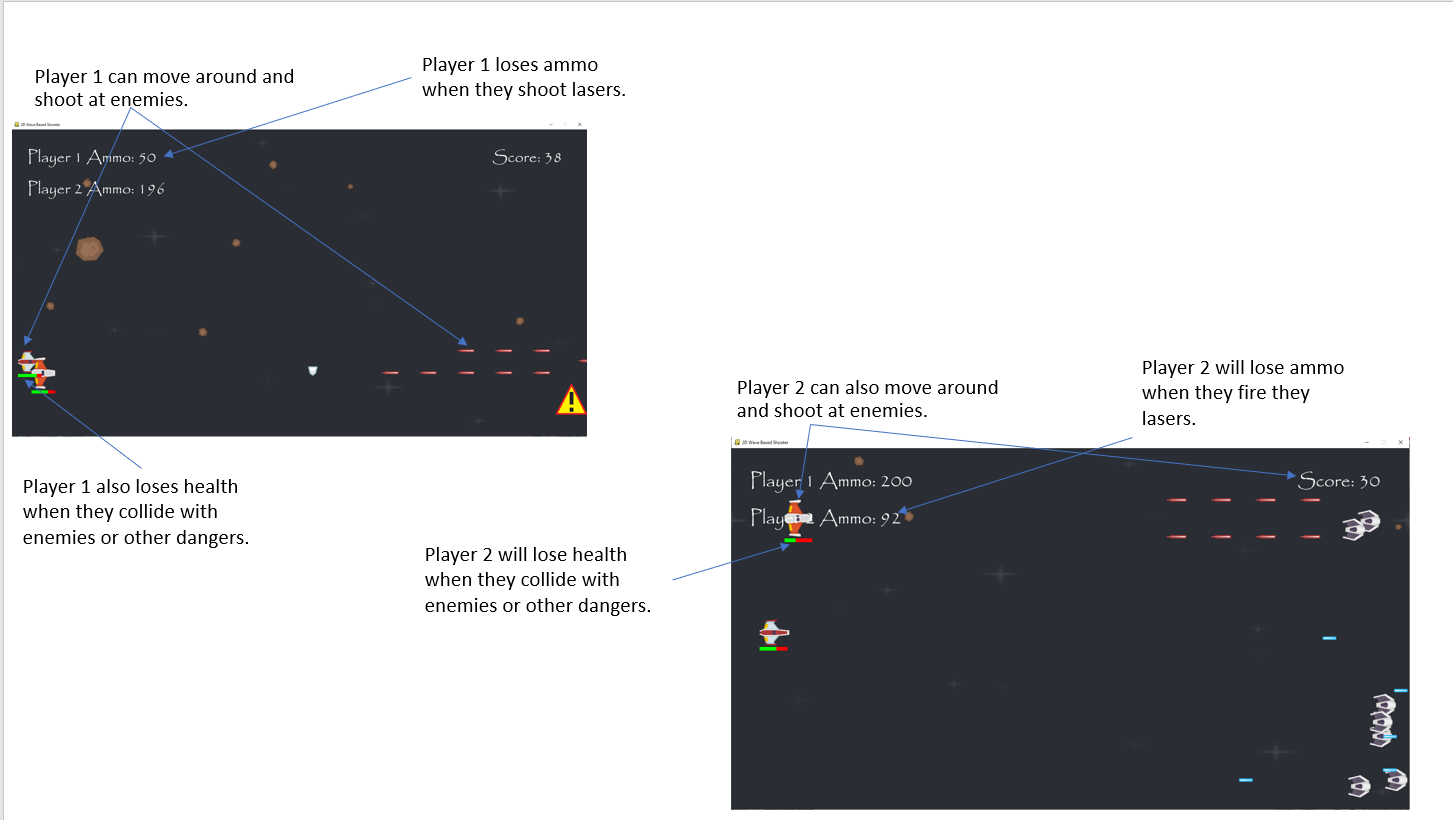 Player 1 can move around and
shoot at enemies.
Player 1 loses ammo
when they shoot lasers.
2D Wave Based Shooter
Player 1 Ammo: 50
Score: 38
Player 2 Ammo: 196
Player 1 also loses health
when they collide with
enemies or other dangers.
Player 2 can also move around
and shoot at enemies.
Player 2 will lose ammo
when they fire they
lasers.
Player 2 will lose health
when they collide with
enemies or other dangers.
2D Wave Based Shooter
Player 1 Ammo: 200
Score: 30
Player 2 Ammo: 92